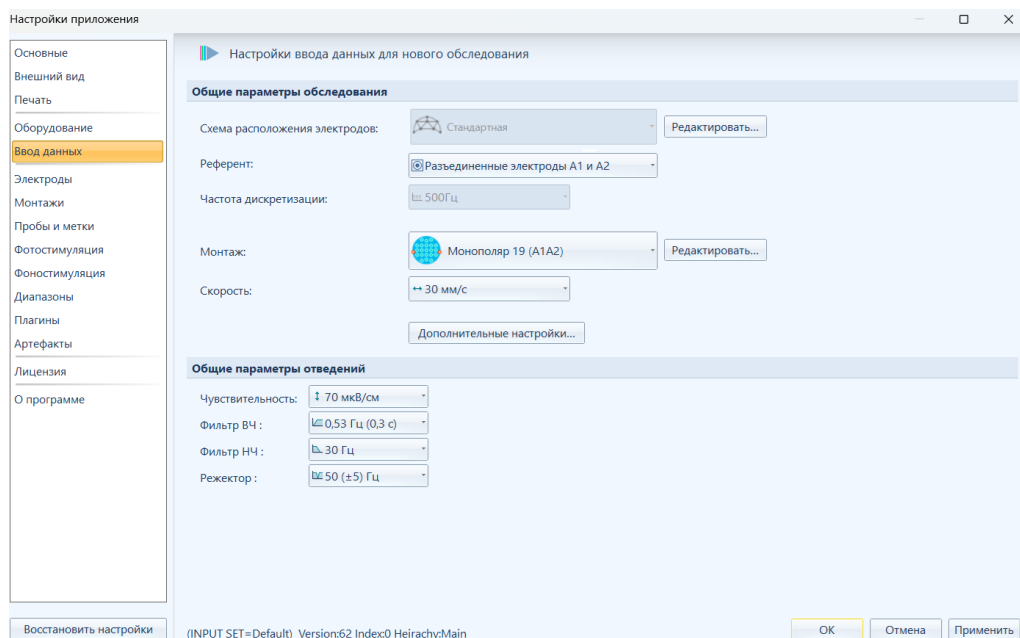 Настройки приложения
Основные
Внешний вид
Печать
Оборудование
Ввод данных
Электроды
Монтажи
Пробы и метки
Фотостимуляция
Фоностимуляция
Диапазоны
Плагины
Артефакты
Лицензия
О программе
Восстановить настройки
Настройки ввода данных для нового обследования
Общие параметры обследования
Схема расположения электродов: Стандартная Редактировать...
Референт: Разъединенные электроды А1 и А2
Частота дискретизации: 500Гц
Монтаж: Монополяр 19 (А1А2) Редактировать...
Скорость: 30 мм/с
Дополнительные настройки...
Общие параметры отведений
Чувствительность: 70 мкВ/см
Фильтр ВЧ : 0,53 Гц (0,3 с)
Фильтр НЧ : 30 Гц
Режектор : 50 (±5) Гц
(INPUT SET=Default) Version:62 Index:0 Heirachy:Main
ОК Отмена Применить